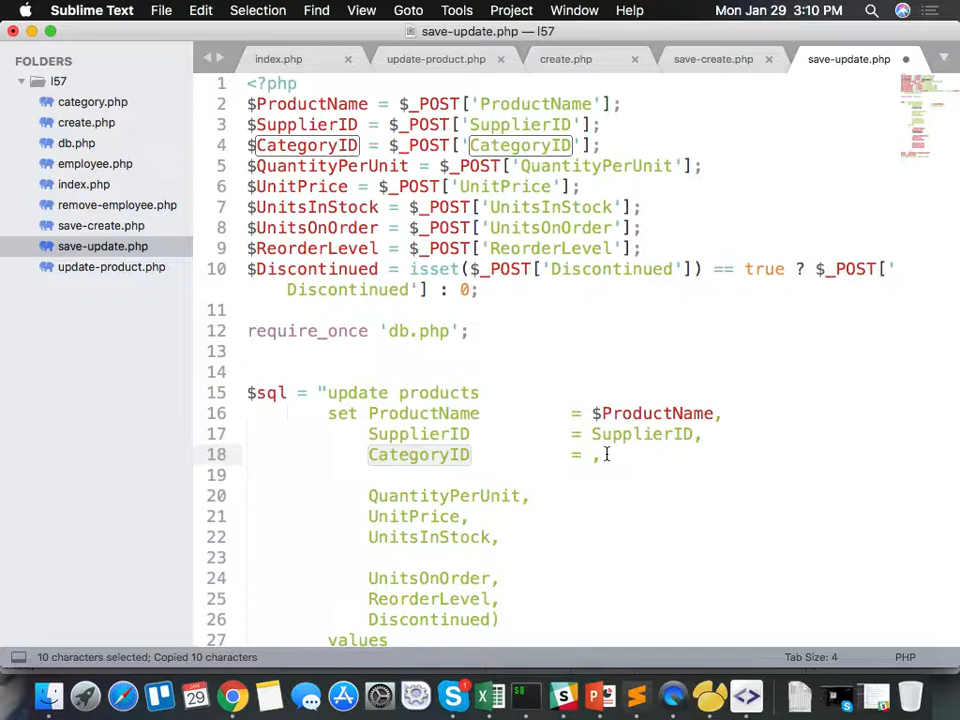 Sublime Text File Edit Selection Find View Goto Tools Project Window Help Mon Jan 29 3:10 PM
save-update.php — l57
FOLDERS
l57
category.php
create.php
db.php
employee.php
index.php
remove-employee.php
save-create.php
save-update.php
update-product.php
index.php × update-product.php × create.php × save-create.php × save-update.php
1 <?php
2 $ProductName = $_POST['ProductName'];
3 $SupplierID = $_POST['SupplierID'];
4 $CategoryID = $_POST['CategoryID'];
5 $QuantityPerUnit = $_POST['QuantityPerUnit'];
6 $UnitPrice = $_POST['UnitPrice'];
7 $UnitsInStock = $_POST['UnitsInStock'];
8 $UnitsOnOrder = $_POST['UnitsOnOrder'];
9 $ReorderLevel = $_POST['ReorderLevel'];
10 $Discontinued = isset($_POST['Discontinued']) == true ? $_POST['
Discontinued'] : 0;
11
12 require_once 'db.php';
13
14
15 $sql = "update products
16 set ProductName = $ProductName,
17 SupplierID = SupplierID,
18 CategoryID = ,
19
20 QuantityPerUnit,
21 UnitPrice,
22 UnitsInStock,
23
24 UnitsOnOrder,
25 ReorderLevel,
26 Discontinued)
27 values
10 characters selected; Copied 10 characters Tab Size: 4 PHP
29